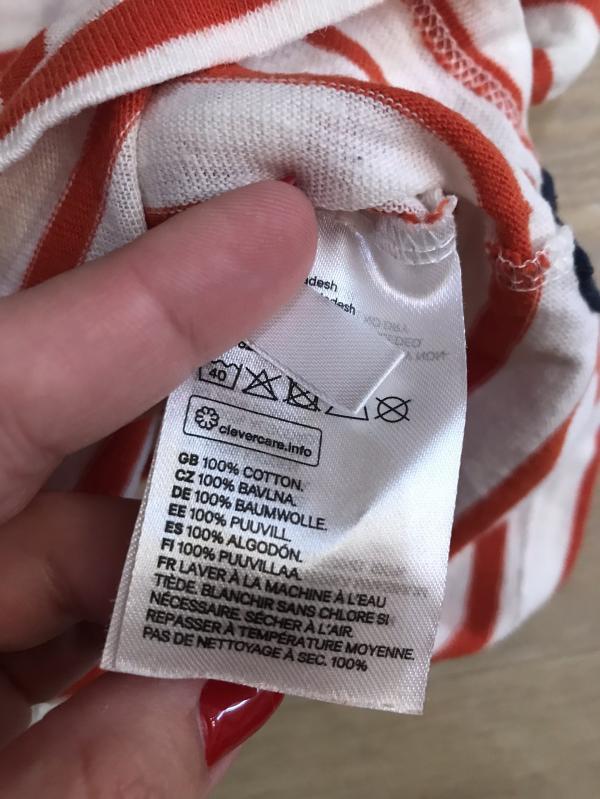 adesh
40
clevercare.info
GB 100% COTTON.
CZ 100% BAVLNA.
DE 100% BAUMWOLLE.
EE 100% PUUVILL.
ES 100% ALGODÓN.
FI 100% PUUVILLAA.
FR LAVER À LA MACHINE À L'EAU
TIÈDE. BLANCHIR SANS CHLORE SI
NÉCESSAIRE. SÉCHER À L'AIR.
REPASSER À TEMPÉRATURE MOYENNE.
PAS DE NETTOYAGE À SEC. 100%